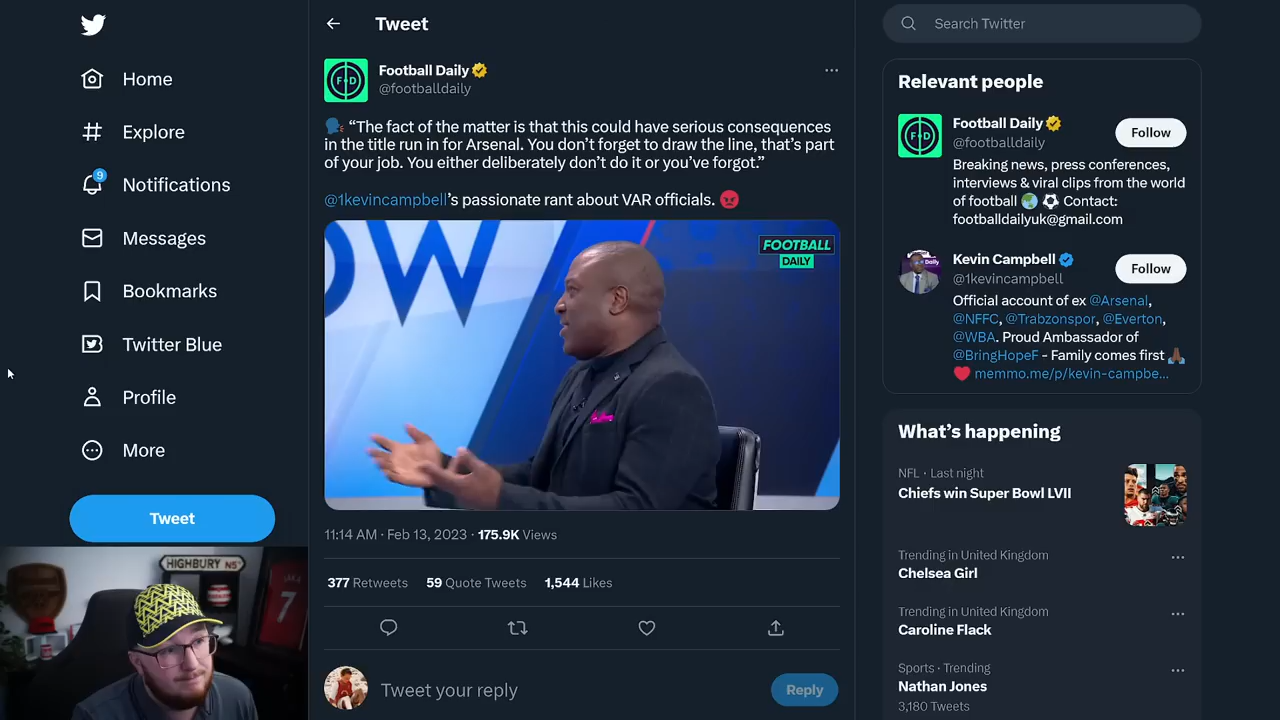 Home
Explore
9
Notifications
Messages
Bookmarks
Twitter Blue
Profile
More
Tweet
HIGHBURY N5
7
Tweet
Football Daily
@footballdaily
FD
“The fact of the matter is that this could have serious consequences
in the title run in for Arsenal. You don’t forget to draw the line, that’s part
of your job. You either deliberately don’t do it or you’ve forgot.”
@1kevincampbell’s passionate rant about VAR officials.
OW
FOOTBALL
DAILY
11:14 AM · Feb 13, 2023 · 175.9K Views
377 Retweets 59 Quote Tweets 1,544 Likes
Tweet your reply
Reply
Search Twitter
Relevant people
FD
Football Daily
@footballdaily
Follow
Breaking news, press conferences,
interviews & viral clips from the world
of football Contact:
footballdailyuk@gmail.com
Kevin Campbell
@1kevincampbell
Follow
Official account of ex @Arsenal,
@NFFC, @Trabzonspor, @Everton,
@WBA. Proud Ambassador of
@BringHopeF - Family comes first
memmo.me/p/kevin-campbe...
What’s happening
NFL · Last night
Chiefs win Super Bowl LVII
Trending in United Kingdom
Chelsea Girl
Trending in United Kingdom
Caroline Flack
Sports · Trending
Nathan Jones
3,180 Tweets